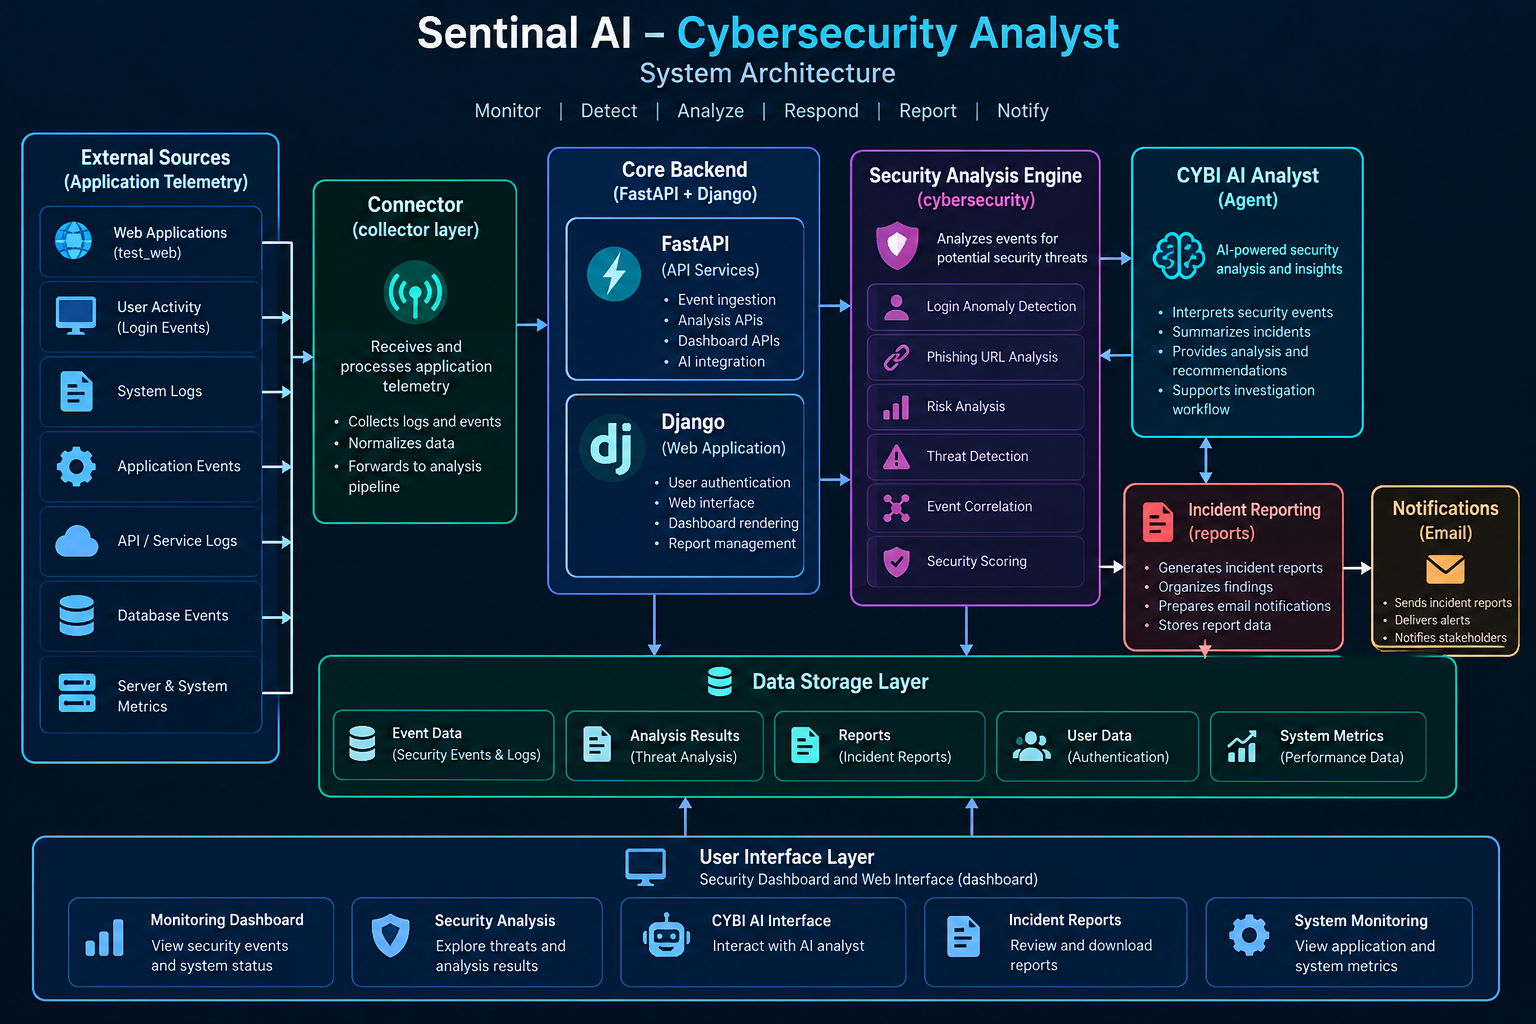 Sentinal AI – Cybersecurity Analyst
System Architecture
Monitor | Detect | Analyze | Respond | Report | Notify
External Sources
(Application Telemetry)
Web Applications
(test_web)
User Activity
(Login Events)
System Logs
Application Events
API / Service Logs
Database Events
Server & System
Metrics
Connector
(collector layer)
Receives and
processes application
telemetry
• Collects logs and events
• Normalizes data
• Forwards to analysis
pipeline
Core Backend
(FastAPI + Django)
FastAPI
(API Services)
• Event ingestion
• Analysis APIs
• Dashboard APIs
• AI integration
dj
Django
(Web Application)
• User authentication
• Web interface
• Dashboard rendering
• Report management
Security Analysis Engine
(cybersecurity)
Analyzes events for
potential security threats
Login Anomaly Detection
Phishing URL Analysis
Risk Analysis
Threat Detection
Event Correlation
Security Scoring
CYBI AI Analyst
(Agent)
AI-powered security
analysis and insights
• Interprets security events
• Summarizes incidents
• Provides analysis and
recommendations
• Supports investigation
workflow
Incident Reporting
(reports)
• Generates incident reports
• Organizes findings
• Prepares email notifications
• Stores report data
Notifications
(Email)
• Sends incident reports
• Delivers alerts
• Notifies stakeholders
Data Storage Layer
Event Data
(Security Events & Logs)
Analysis Results
(Threat Analysis)
Reports
(Incident Reports)
User Data
(Authentication)
System Metrics
(Performance Data)
User Interface Layer
Security Dashboard and Web Interface (dashboard)
Monitoring Dashboard
View security events
and system status
Security Analysis
Explore threats and
analysis results
CYBI AI Interface
Interact with AI analyst
Incident Reports
Review and download
reports
System Monitoring
View application and
system metrics